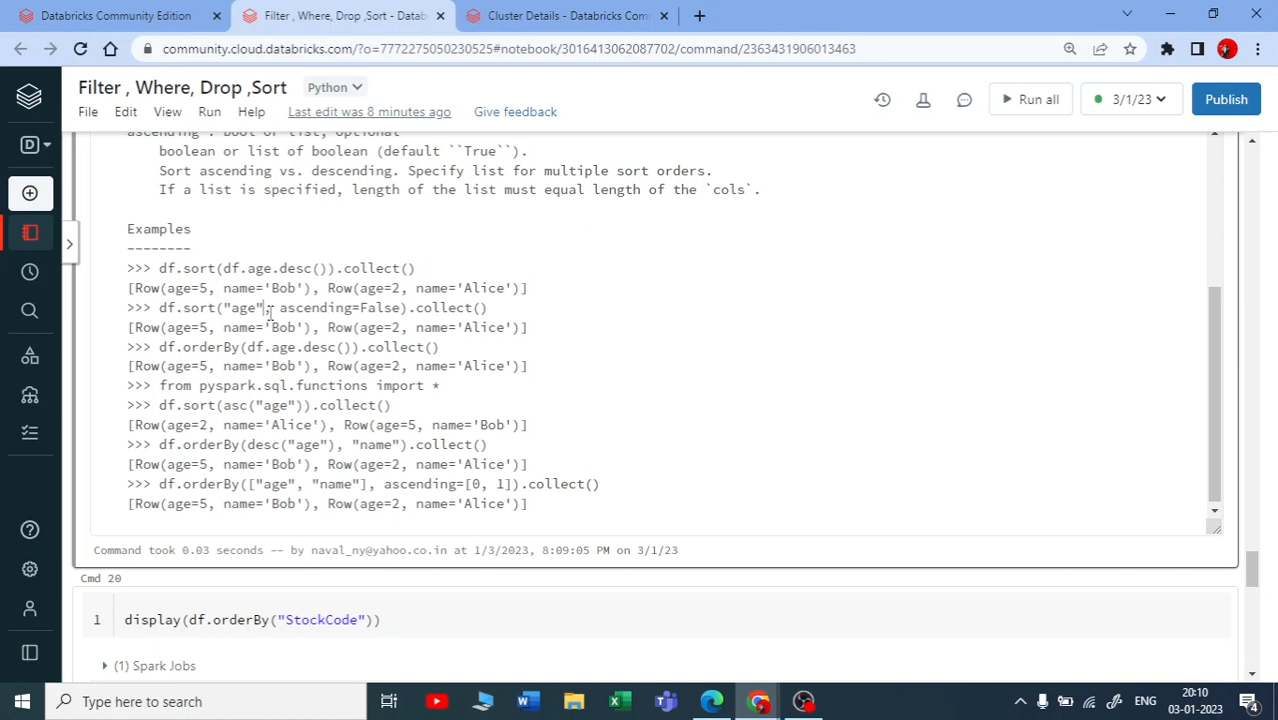 Databricks Community Edition
Filter , Where, Drop ,Sort - Datab
Cluster Details - Databricks Com
community.cloud.databricks.com/?o=7772275050230525#notebook/3016413062087702/command/2363431906013463
Filter , Where, Drop ,Sort
Python
File Edit View Run Help Last edit was 8 minutes ago Give feedback
Run all
3/1/23
Publish
D
ascending : bool or list, optional
boolean or list of boolean (default ``True``).
Sort ascending vs. descending. Specify list for multiple sort orders.
If a list is specified, length of the list must equal length of the `cols`.
Examples
--------
>>> df.sort(df.age.desc()).collect()
[Row(age=5, name='Bob'), Row(age=2, name='Alice')]
>>> df.sort("age", ascending=False).collect()
[Row(age=5, name='Bob'), Row(age=2, name='Alice')]
>>> df.orderBy(df.age.desc()).collect()
[Row(age=5, name='Bob'), Row(age=2, name='Alice')]
>>> from pyspark.sql.functions import *
>>> df.sort(asc("age")).collect()
[Row(age=2, name='Alice'), Row(age=5, name='Bob')]
>>> df.orderBy(desc("age"), "name").collect()
[Row(age=5, name='Bob'), Row(age=2, name='Alice')]
>>> df.orderBy(["age", "name"], ascending=[0, 1]).collect()
[Row(age=5, name='Bob'), Row(age=2, name='Alice')]
Command took 0.03 seconds -- by naval_ny@yahoo.co.in at 1/3/2023, 8:09:05 PM on 3/1/23
Cmd 20
1 display(df.orderBy("StockCode"))
(1) Spark Jobs
Type here to search
ENG
20:10
03-01-2023
4